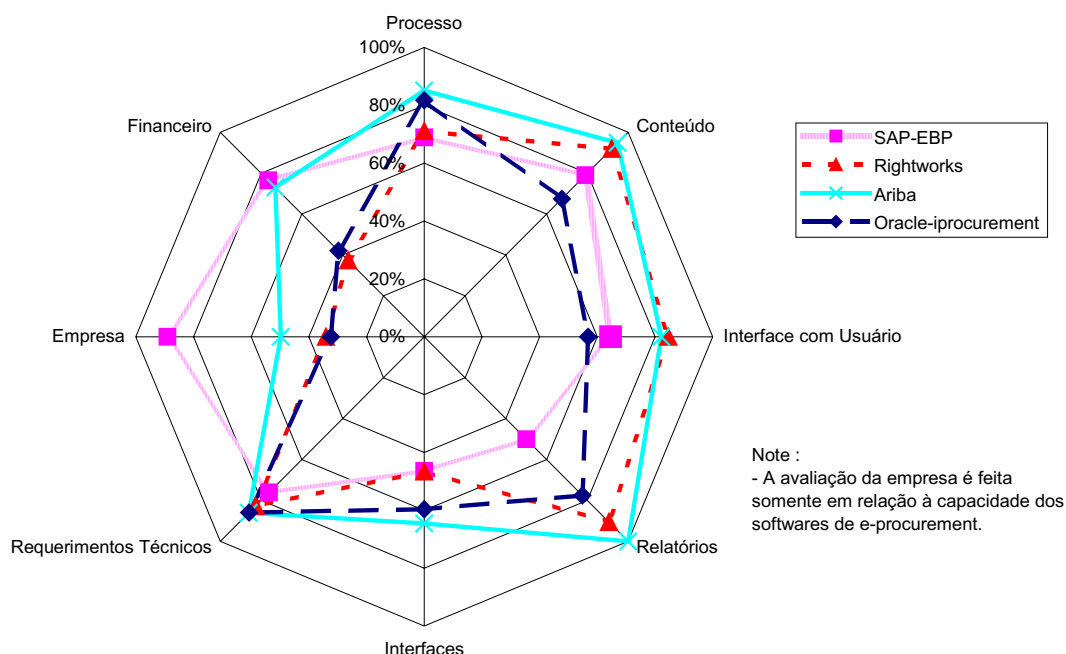 Processo
100%
Financeiro
80%
Conteúdo
60%
40%
20%
Empresa
0%
Interface com Usuário
Requerimentos Técnicos
Relatórios
Interfaces
SAP-EBP
Rightworks
Ariba
Oracle-iprocurement
Note :
- A avaliação da empresa é feita
somente em relação à capacidade dos
softwares de e-procurement.